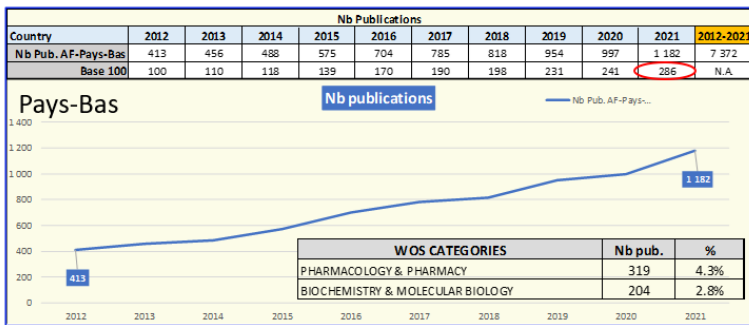 Nb Publications
Country 2012 2013 2014 2015 2016 2017 2018 2019 2020 2021 2012-2021
Nb Pub. AF-Pays-Bas 413 456 488 575 704 785 818 954 997 1 182 7 372
Base 100 100 110 118 139 170 190 198 231 241 286 N.A.
Pays-Bas
Nb publications
Nb Pub. AF-Pays-...
1 400
1 200
1 000
800
600
400
200
0
413
1 182
WOS CATEGORIES Nb pub. %
PHARMACOLOGY & PHARMACY 319 4.3%
BIOCHEMISTRY & MOLECULAR BIOLOGY 204 2.8%
2012 2013 2014 2015 2016 2017 2018 2019 2020 2021